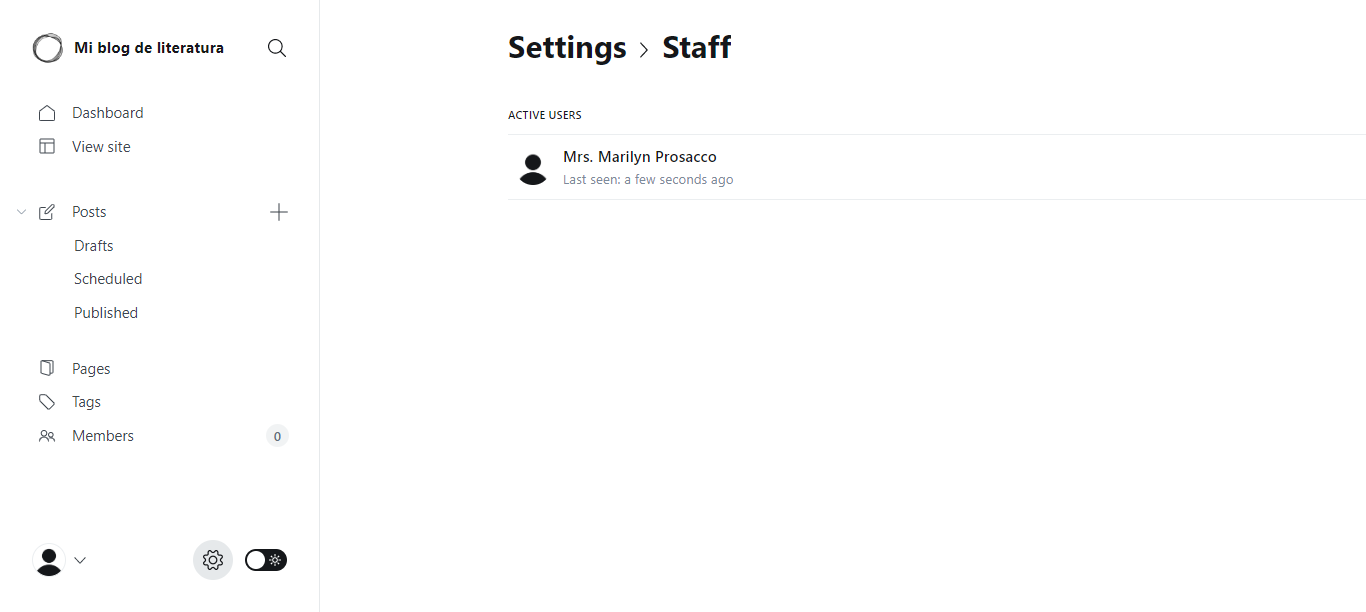 Mi blog de literatura
Dashboard
View site
Posts
Drafts
Scheduled
Published
Pages
Tags
Members 0
Settings > Staff
ACTIVE USERS
Mrs. Marilyn Prosacco
Last seen: a few seconds ago